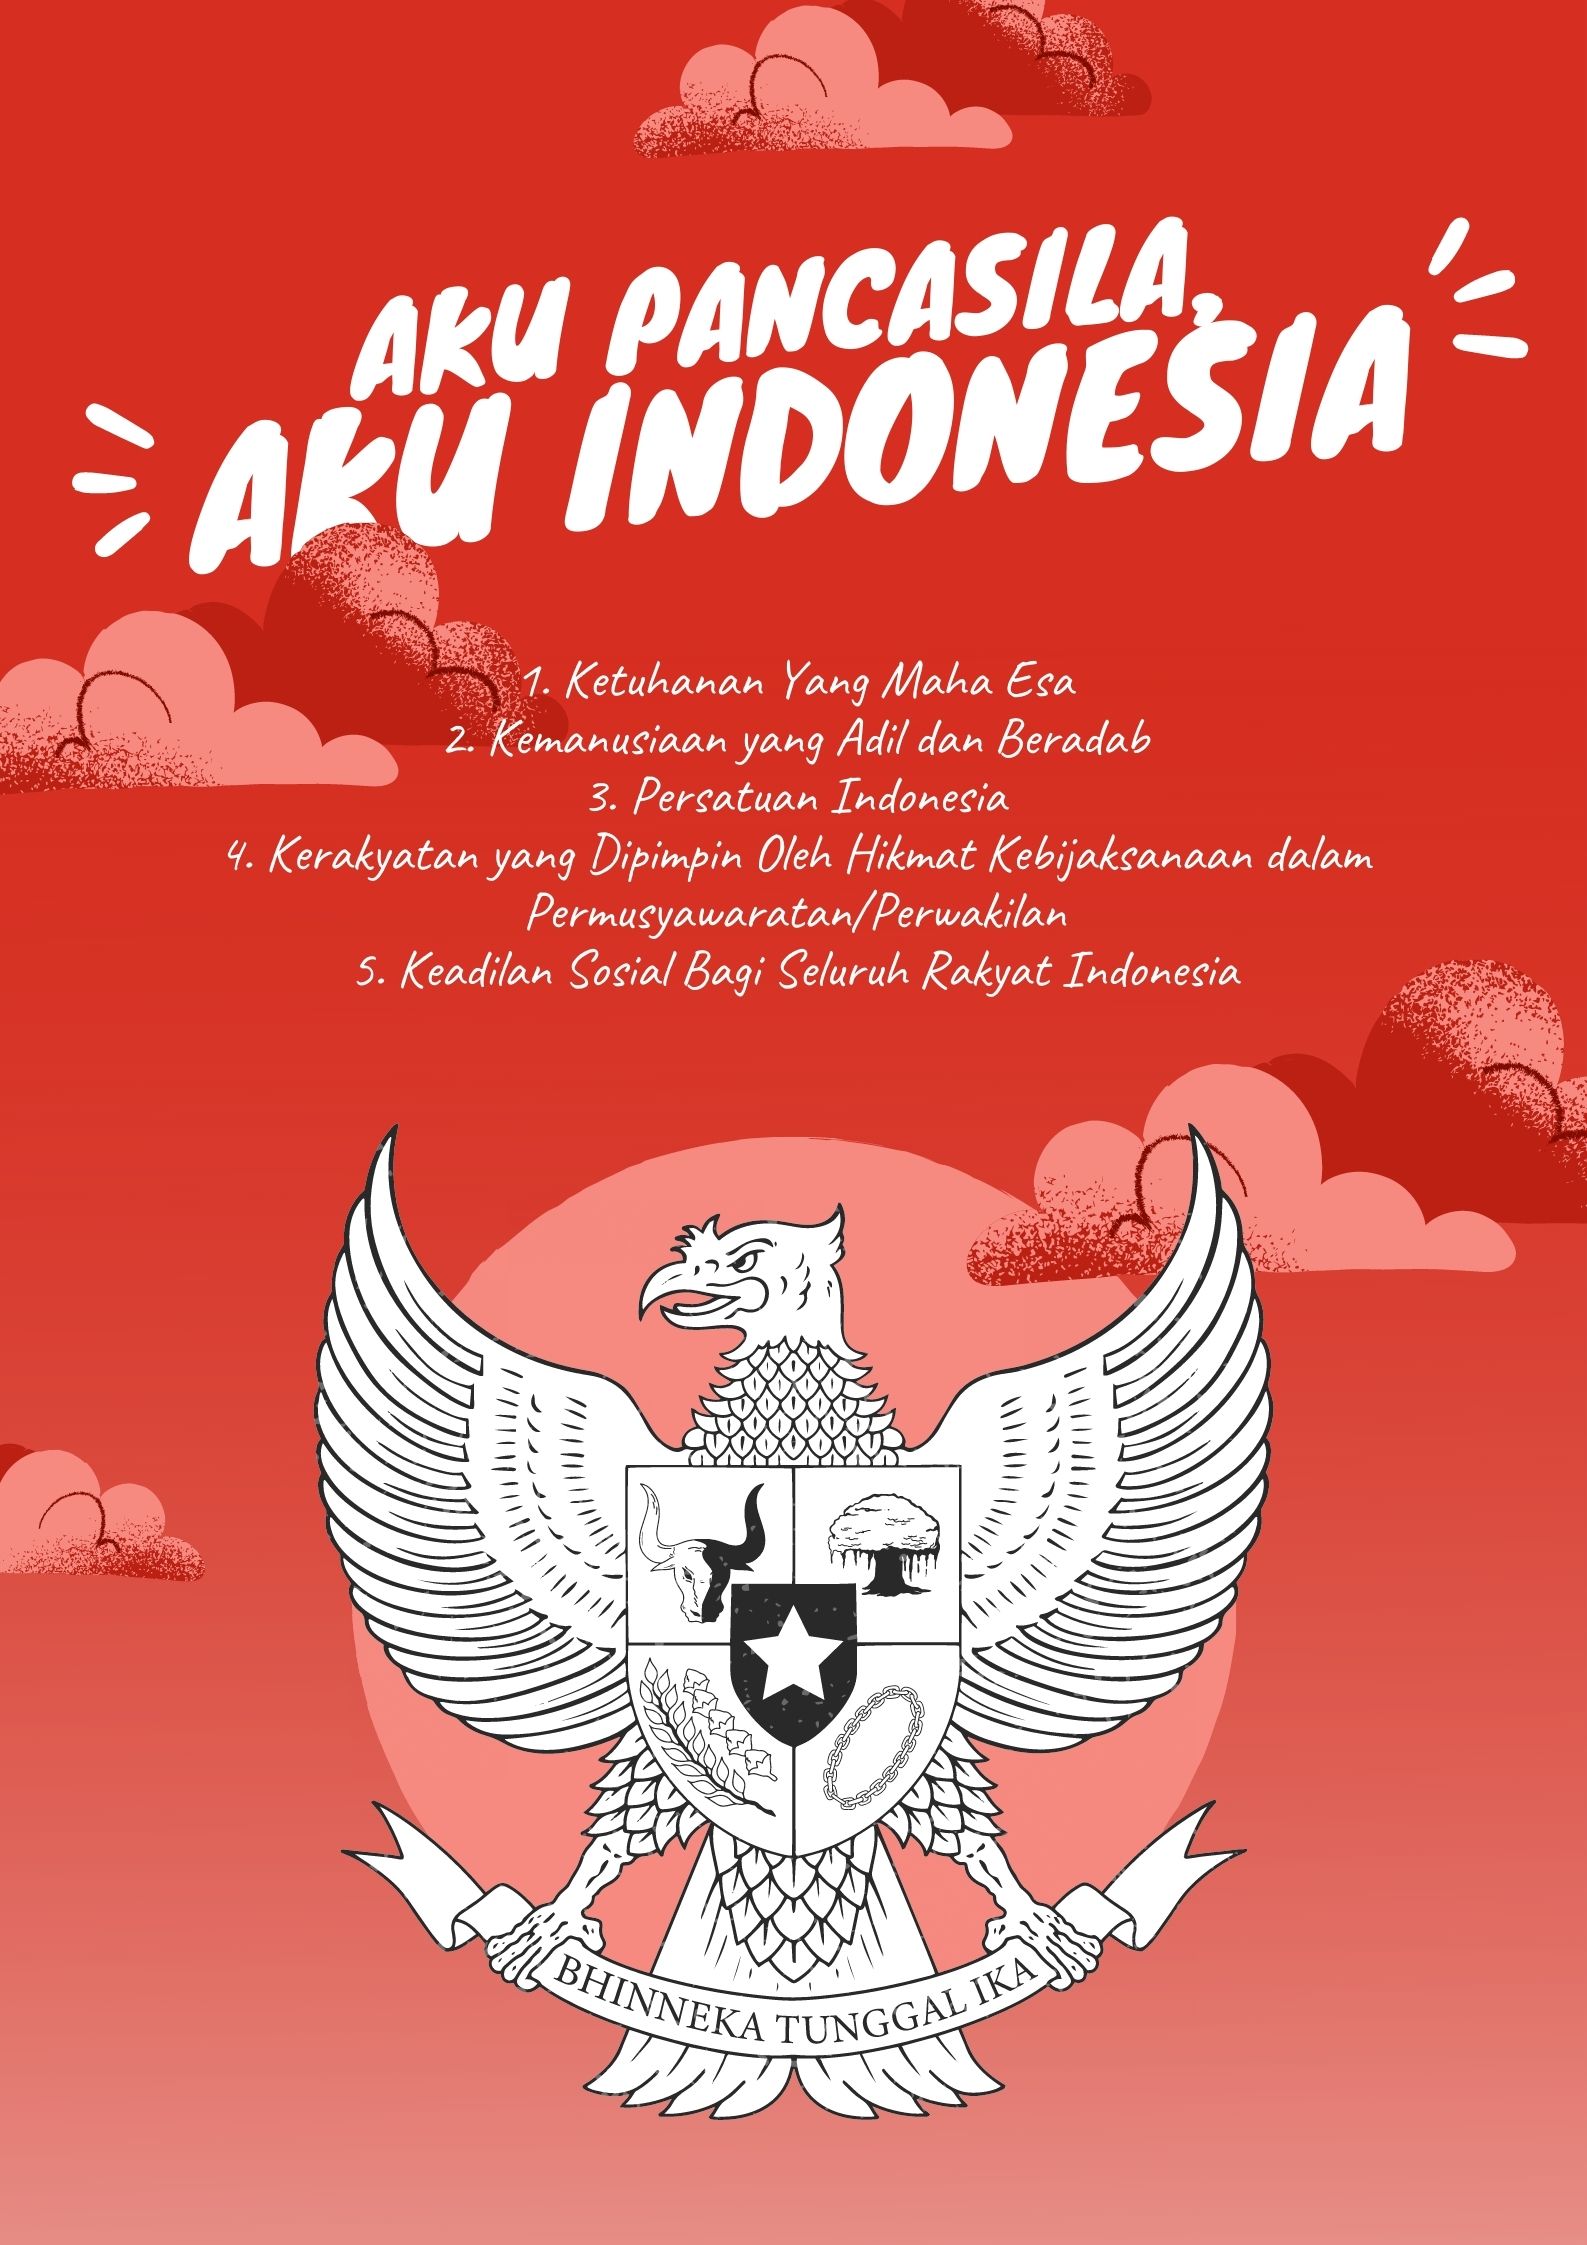 AKU PANCASILA,
AKU INDONESIA
1. Ketuhanan Yang Maha Esa
2. Kemanusiaan yang Adil dan Beradab
3. Persatuan Indonesia
4. Kerakyatan yang Dipimpin Oleh Hikmat Kebijaksanaan dalam
Permusyawaratan/Perwakilan
5. Keadilan Sosial Bagi Seluruh Rakyat Indonesia
BHINNEKA TUNGGAL IKA